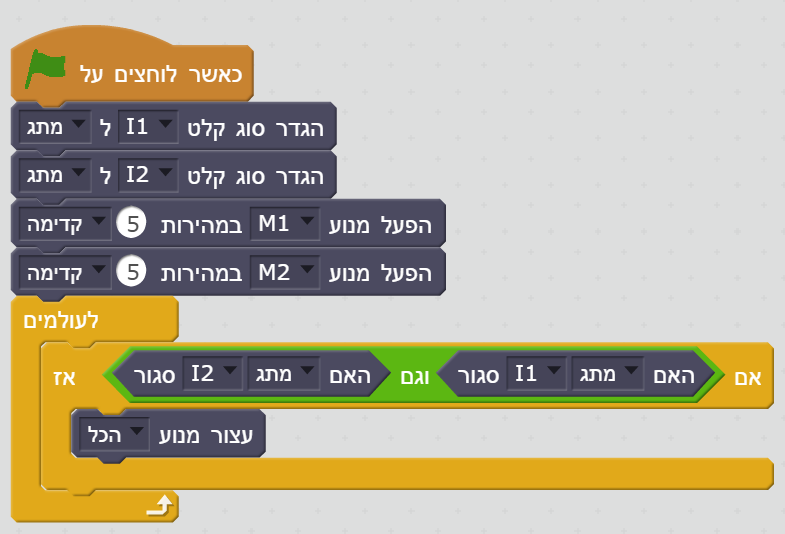 כאשר לוחצים על
הגדר סוג קלט I1 ל מתג
הגדר סוג קלט I2 ל מתג
הפעל מנוע M1 במהירות 5 קדימה
הפעל מנוע M2 במהירות 5 קדימה
לעולמים
אם האם מתג I1 סגור וגם האם מתג I2 סגור אז
עצור מנוע הכל